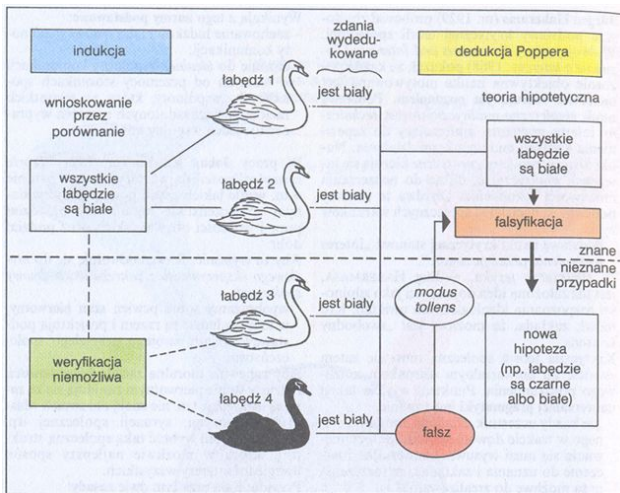 indukcja
wnioskowanie
przez
porównanie
wszystkie
łabędzie
są białe
weryfikacja
niemożliwa
łabędź 1
łabędź 2
łabędź 3
łabędź 4
zdania
wydedu-
wane
jest biały
jest biały
jest biały
jest biały
modus
tollens
falsz
dedukcja Poppera
teoria hipotetyczna
wszystkie
łabędzie
są białe
falsyfikacja
znane
nieznane
przypadki
nowa
hipoteza
(np. łabędzie
są czarne
albo białe)